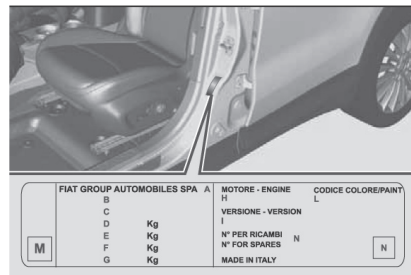 FIAT GROUP AUTOMOBILES SPA A
B
C
D Kg
E Kg
F Kg
G Kg
M
MOTORE - ENGINE
H
CODICE COLORE/PAINT
L
VERSIONE - VERSION
I
N° PER RICAMBI
N° FOR SPARES
N
MADE IN ITALY
N